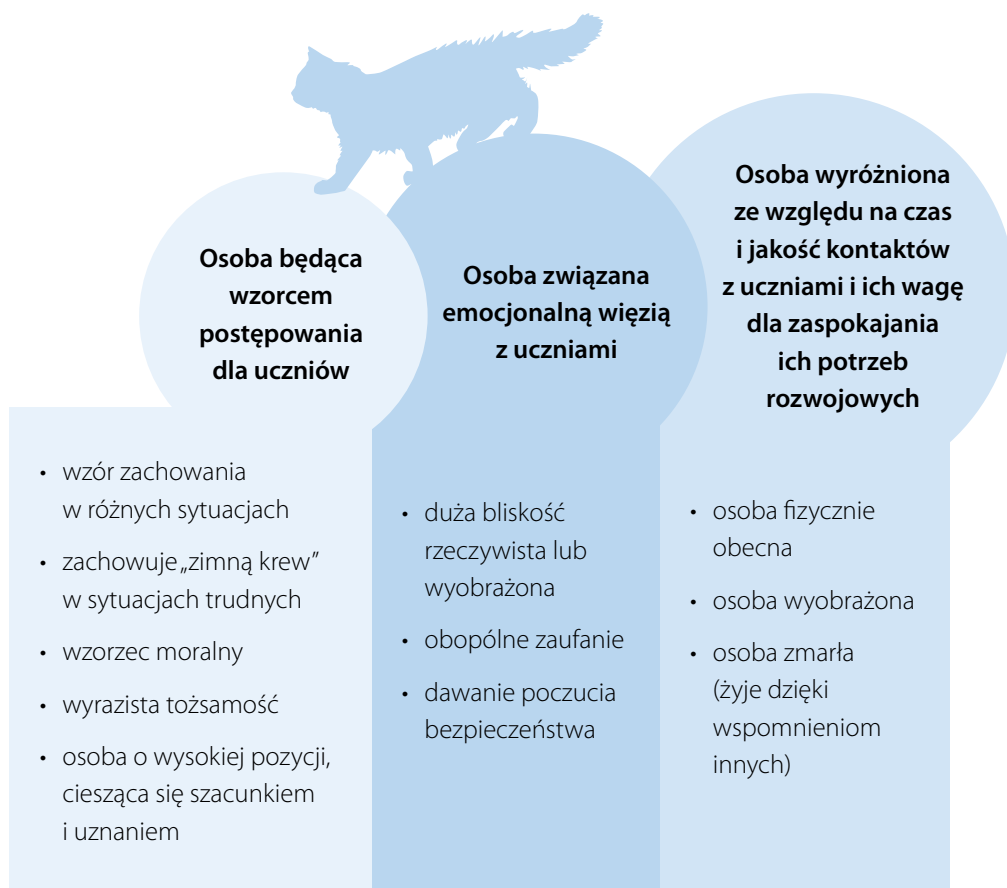 Osoba będąca
wzorcem
postępowania
dla uczniów
• wzór zachowania
w różnych sytuacjach
• zachowuje „zimną krew”
w sytuacjach trudnych
• wzorzec moralny
• wyrazista tożsamość
• osoba o wysokiej pozycji,
ciesząca się szacunkiem
i uznaniem
Osoba związana
emocjonalną więzią
z uczniami
• duża bliskość
rzeczywista lub
wyobrażona
• obopólne zaufanie
• dawanie poczucia
bezpieczeństwa
Osoba wyróżniona
ze względu na czas
i jakość kontaktów
z uczniami i ich wagę
dla zaspokajania
ich potrzeb
rozwojowych
• osoba fizycznie
obecna
• osoba wyobrażona
• osoba zmarła
(żyje dzięki
wspomnieniom
innych)